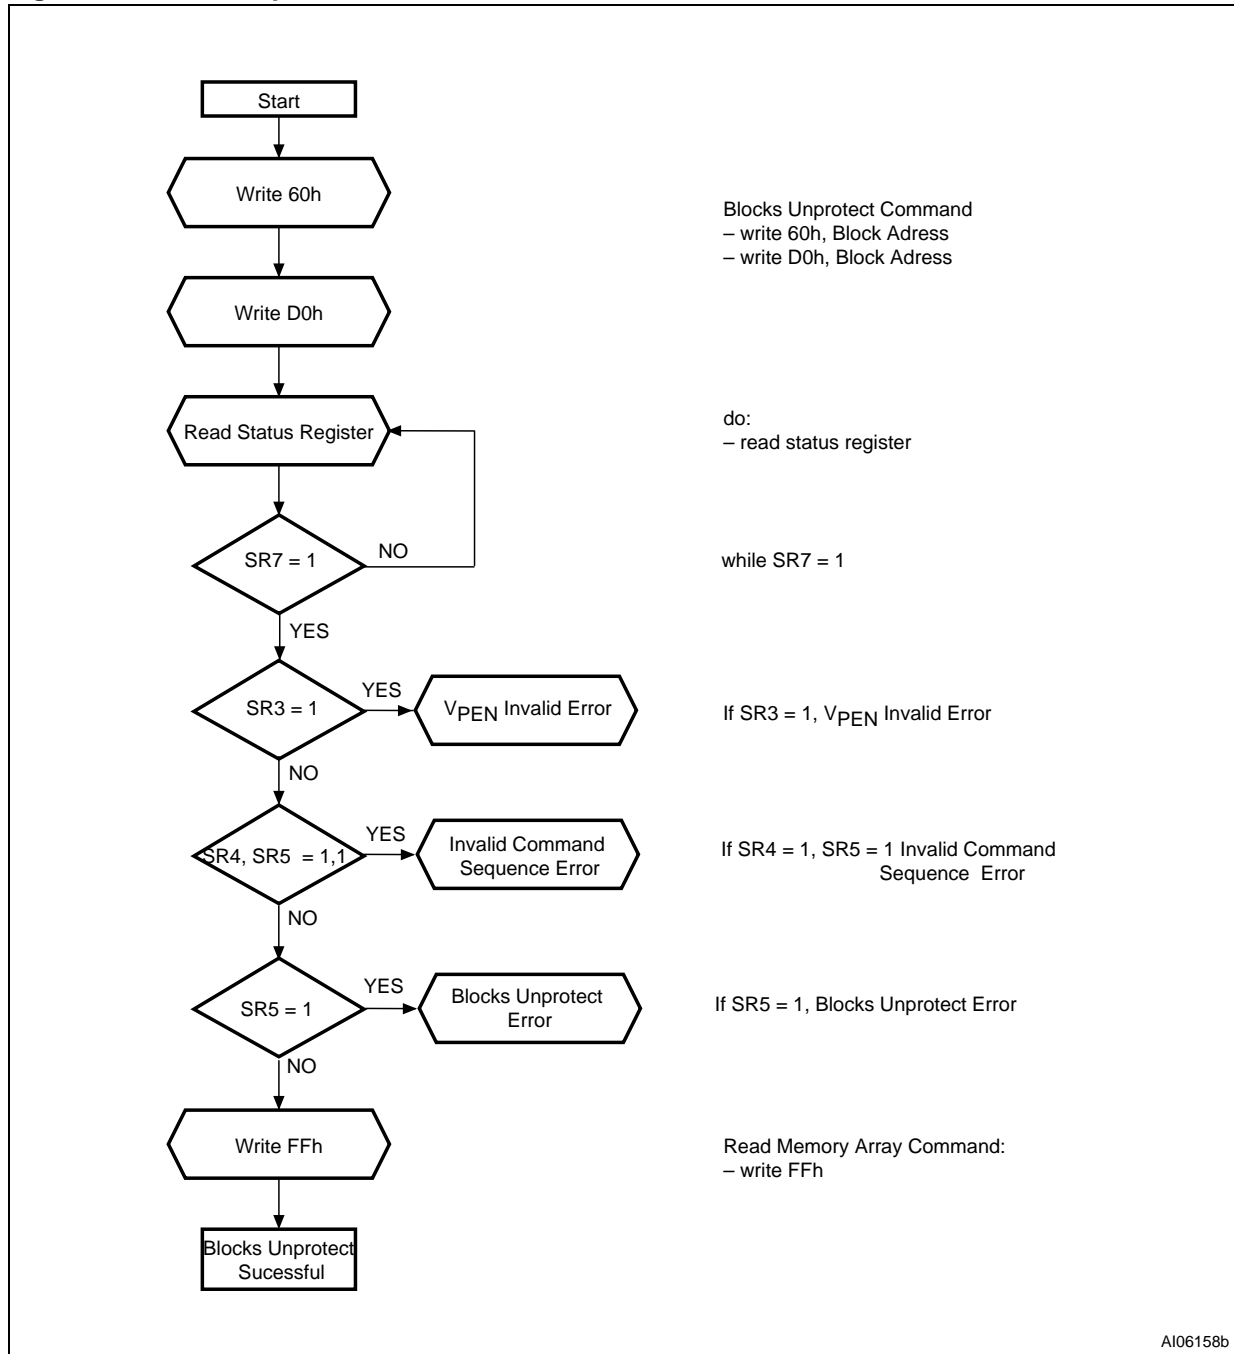 Start
Write 60h
Blocks Unprotect Command
– write 60h, Block Adress
– write D0h, Block Adress
Write D0h
Read Status Register
do:
– read status register
SR7 = 1
NO
while SR7 = 1
YES
SR3 = 1
YES
VPEN Invalid Error
If SR3 = 1, VPEN Invalid Error
NO
SR4, SR5 = 1,1
YES
Invalid Command
Sequence Error
If SR4 = 1, SR5 = 1 Invalid Command
Sequence Error
NO
SR5 = 1
YES
Blocks Unprotect
Error
If SR5 = 1, Blocks Unprotect Error
NO
Write FFh
Read Memory Array Command:
– write FFh
Blocks Unprotect
Sucessful
AI06158b